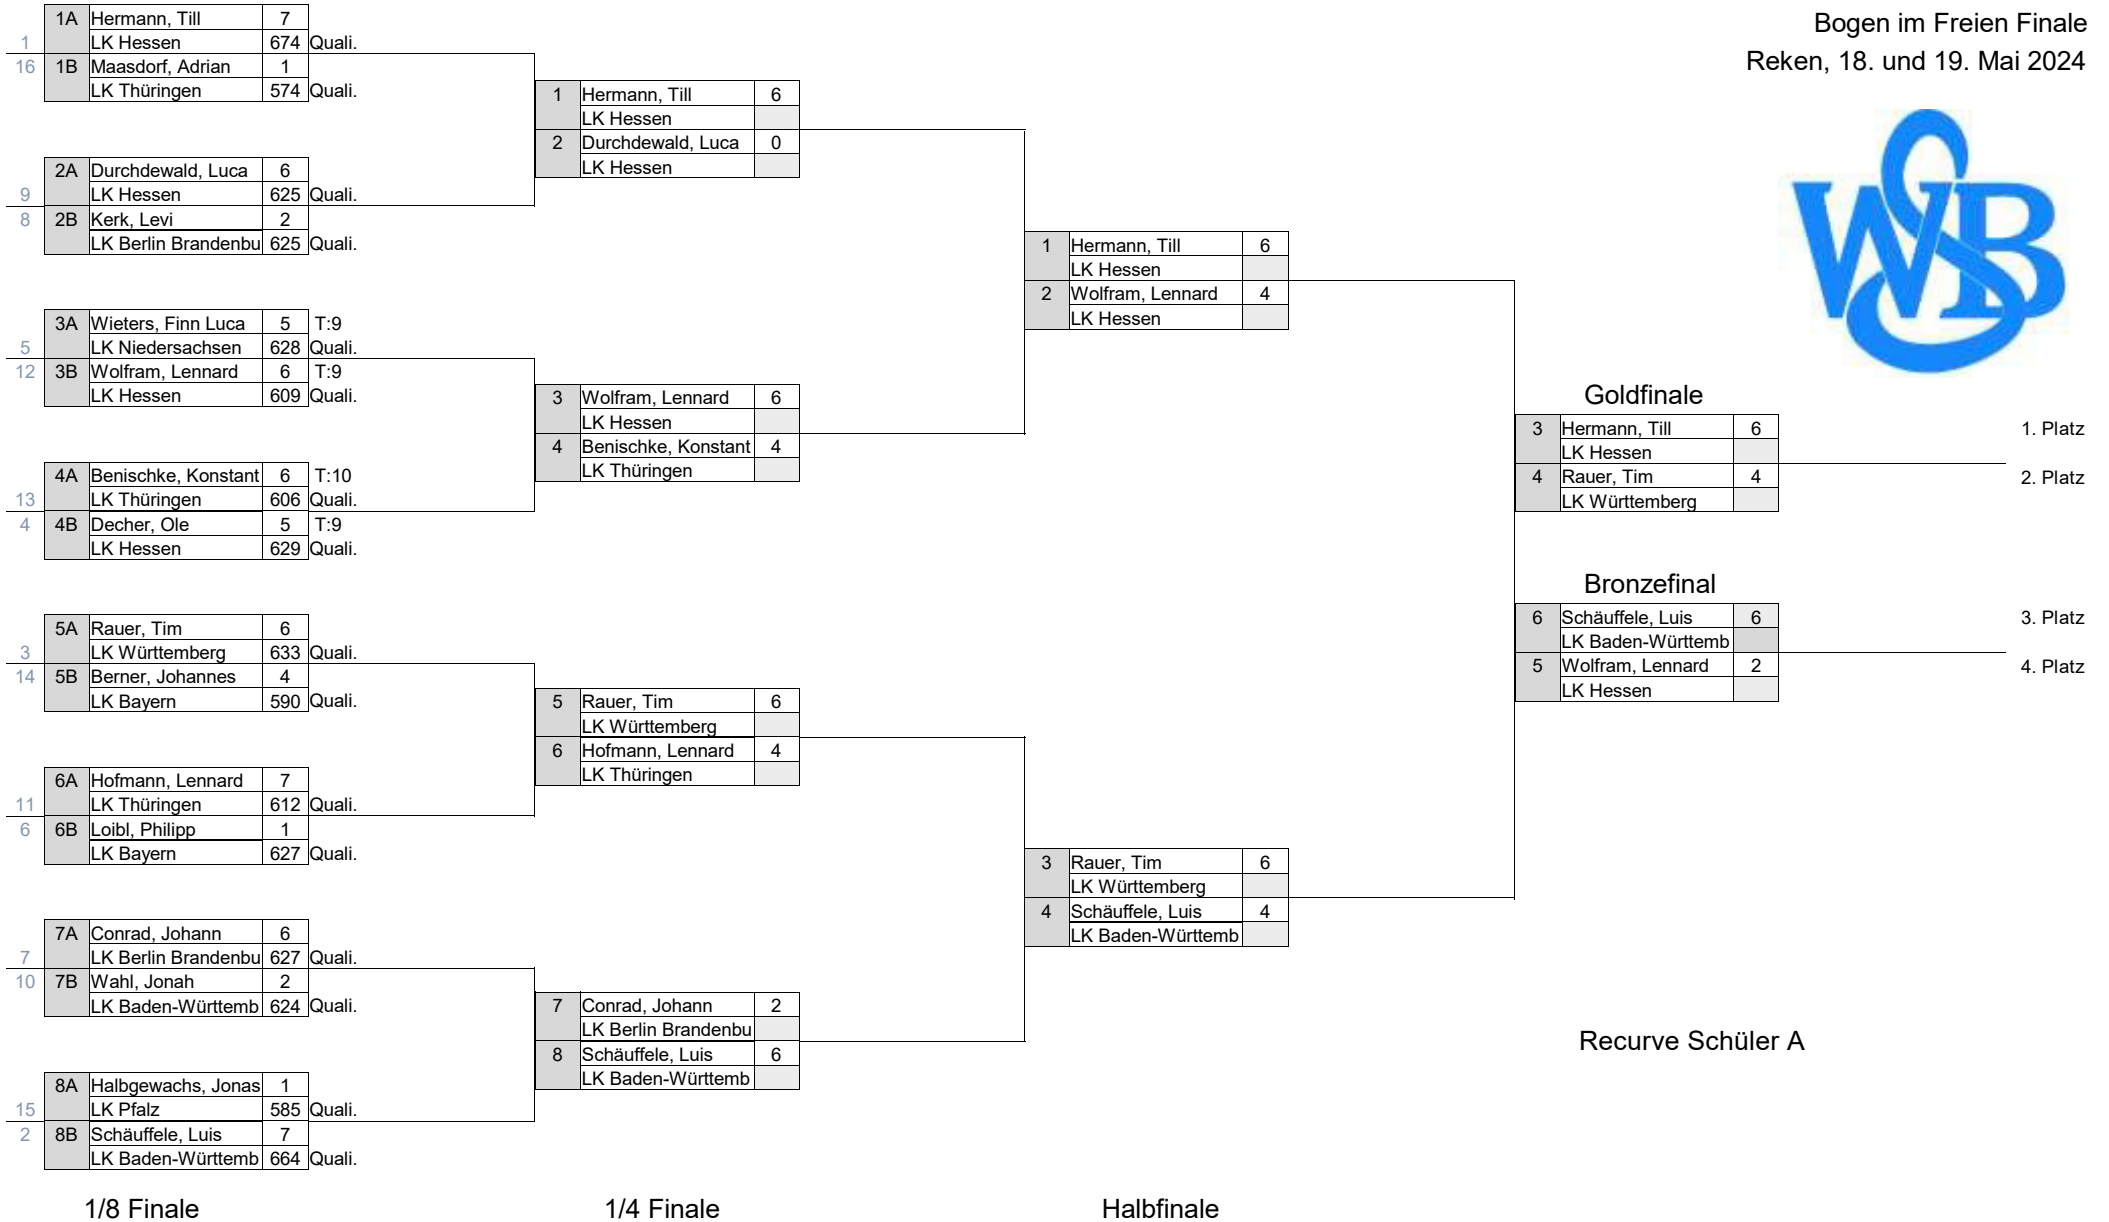 Bogen im Freien Finale
Reken, 18. und 19. Mai 2024
WSB
1A Hermann, Till 7
1 LK Hessen 674 Quali.
16 1B Maasdorf, Adrian 1
LK Thüringen 574 Quali.
2A Durchdewald, Luca 6
9 LK Hessen 625 Quali.
8 2B Kerk, Levi 2
LK Berlin Brandenbu 625 Quali.
3A Wieters, Finn Luca 5 T:9
5 LK Niedersachsen 628 Quali.
12 3B Wolfram, Lennard 6 T:9
LK Hessen 609 Quali.
4A Benischke, Konstant 6 T:10
13 LK Thüringen 606 Quali.
4 4B Decher, Ole 5 T:9
LK Hessen 629 Quali.
5A Rauer, Tim 6
3 LK Württemberg 633 Quali.
14 5B Berner, Johannes 4
LK Bayern 590 Quali.
6A Hofmann, Lennard 7
11 LK Thüringen 612 Quali.
6 6B Loibl, Philipp 1
LK Bayern 627 Quali.
7A Conrad, Johann 6
7 LK Berlin Brandenbu 627 Quali.
10 7B Wahl, Jonah 2
LK Baden-Württemb 624 Quali.
8A Halbgewachs, Jonas 1
15 LK Pfalz 585 Quali.
2 8B Schäuffele, Luis 7
LK Baden-Württemb 664 Quali.
1/8 Finale
1 Hermann, Till 6
LK Hessen
2 Durchdewald, Luca 0
LK Hessen
3 Wolfram, Lennard 6
LK Hessen
4 Benischke, Konstant 4
LK Thüringen
5 Rauer, Tim 6
LK Württemberg
6 Hofmann, Lennard 4
LK Thüringen
7 Conrad, Johann 2
LK Berlin Brandenbu
8 Schäuffele, Luis 6
LK Baden-Württemb
1/4 Finale
1 Hermann, Till 6
LK Hessen
2 Wolfram, Lennard 4
LK Hessen
3 Rauer, Tim 6
LK Württemberg
4 Schäuffele, Luis 4
LK Baden-Württemb
Halbfinale
Goldfinale
3 Hermann, Till 6 1. Platz
LK Hessen
4 Rauer, Tim 4 2. Platz
LK Württemberg
Bronzefinal
6 Schäuffele, Luis 6 3. Platz
LK Baden-Württemb
5 Wolfram, Lennard 2 4. Platz
LK Hessen
Recurve Schüler A